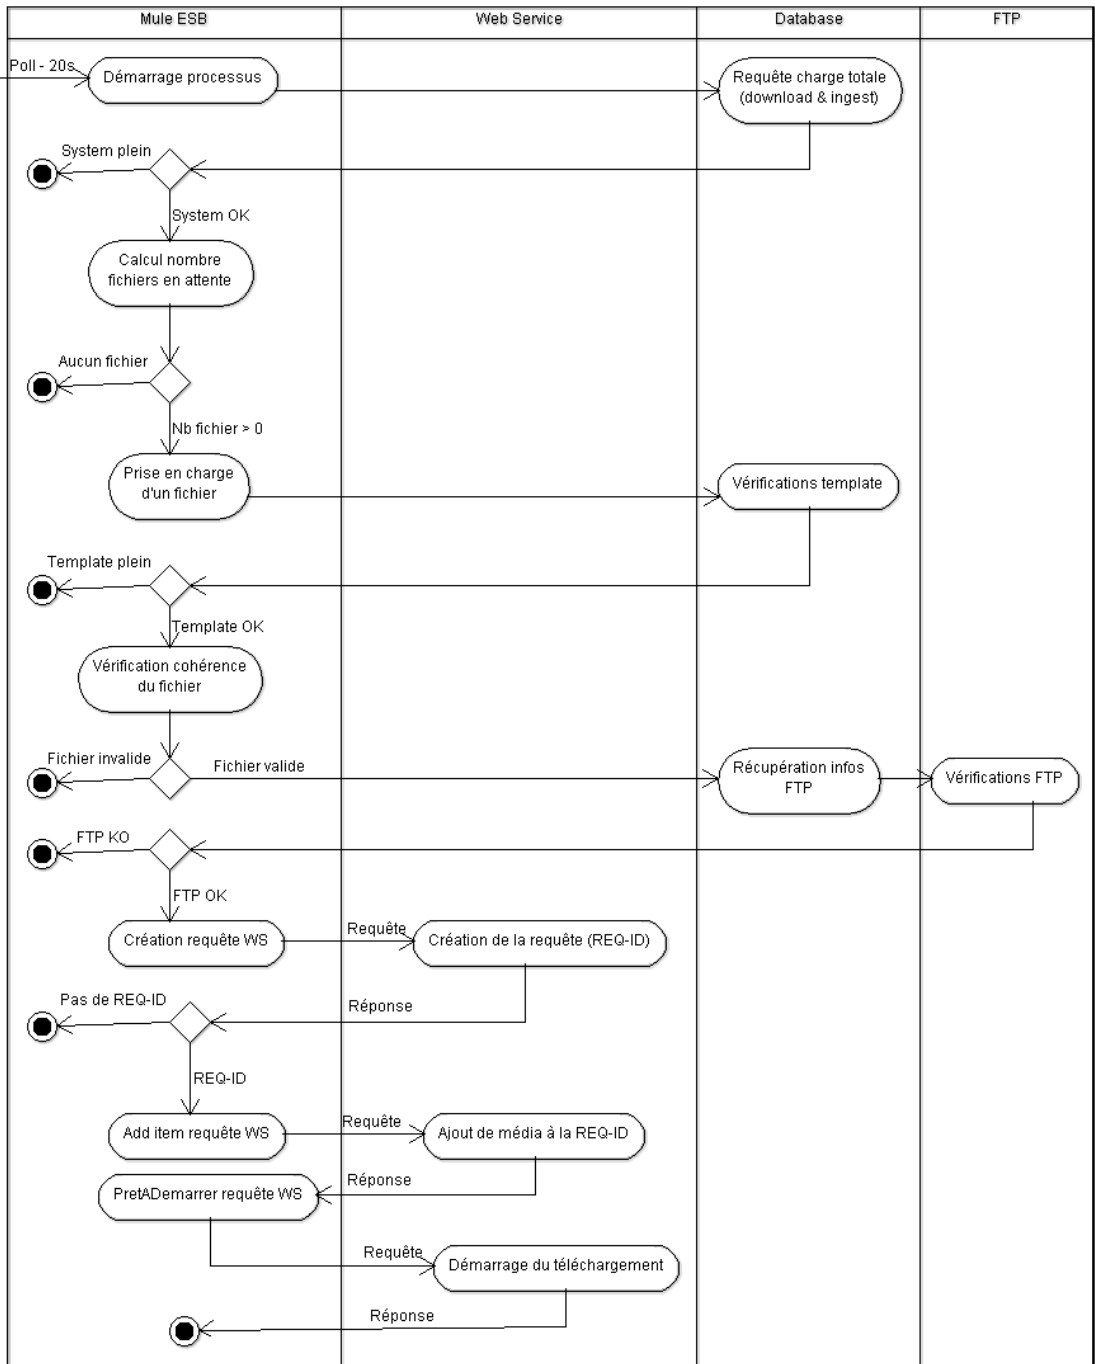 Mule ESB
Web Service
Database
FTP
Poll - 20s
Démarrage processus
Requête charge totale
(download & ingest)
System plein
System OK
Calcul nombre
fichiers en attente
Aucun fichier
Nb fichier > 0
Prise en charge
d'un fichier
Vérifications template
Template plein
Template OK
Vérification cohérence
du fichier
Fichier invalide
Fichier valide
Récupération infos
FTP
Vérifications FTP
FTP KO
FTP OK
Création requête WS
Requête
Création de la requête (REQ-ID)
Pas de REQ-ID
Réponse
REQ-ID
Add item requête WS
Requête
Ajout de média à la REQ-ID
Réponse
PretADemarrer requête WS
Requête
Démarrage du téléchargement
Réponse